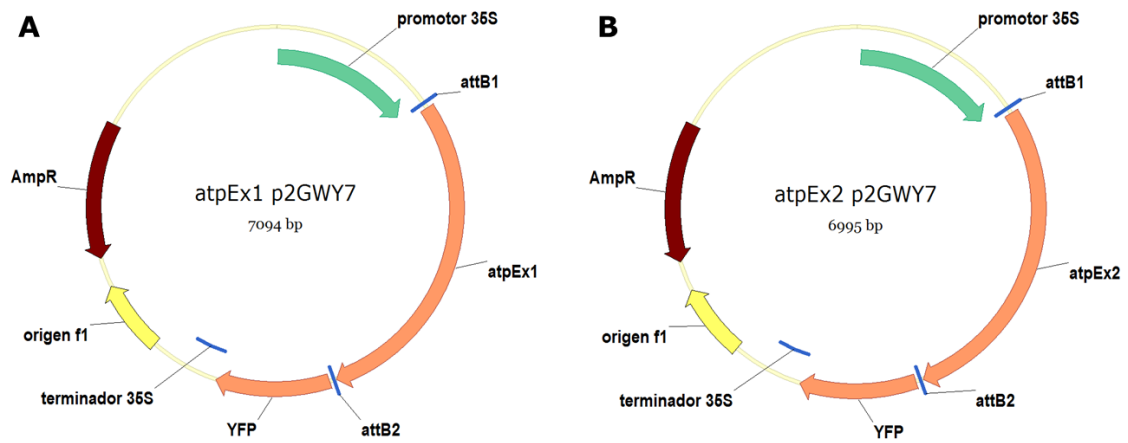 A
promotor 35S
attB1
AmpR
atpEx1 p2GWY7
7094 bp
atpEx1
origen f1
terminador 35S
YFP
attB2
B
promotor 35S
attB1
AmpR
atpEx2 p2GWY7
6995 bp
atpEx2
origen f1
terminador 35S
attB2
YFP